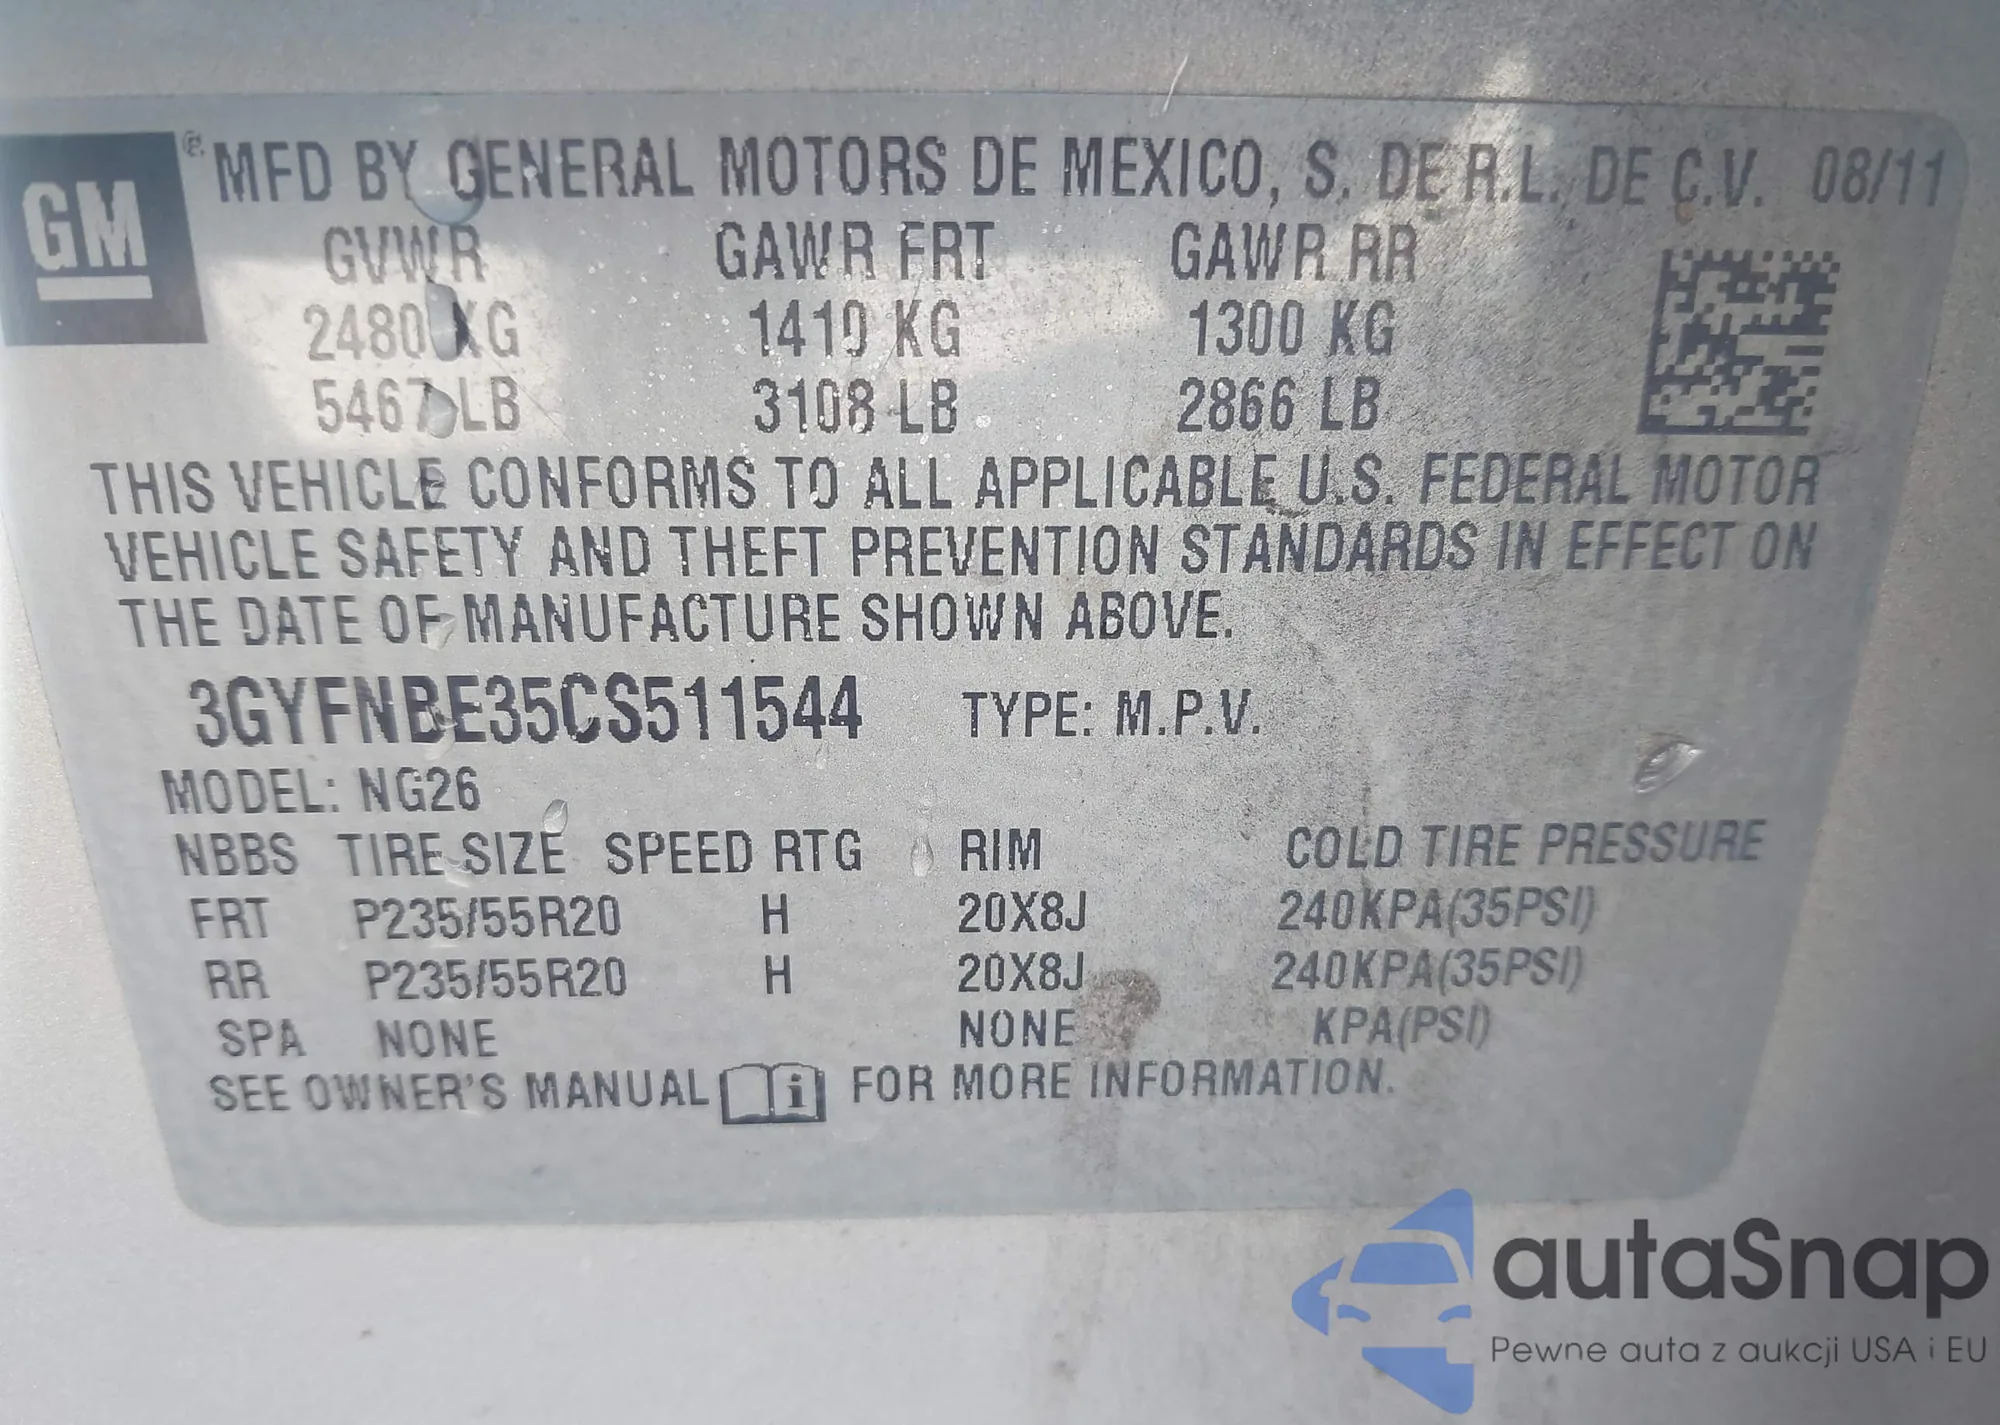 GM
® MFD BY GENERAL MOTORS DE MEXICO, S. DE R.L. DE C.V. 08/11
GVWR GAWR FRT GAWR RR
2480 KG 1410 KG 1300 KG
5467 LB 3108 LB 2866 LB
THIS VEHICLE CONFORMS TO ALL APPLICABLE U.S. FEDERAL MOTOR
VEHICLE SAFETY AND THEFT PREVENTION STANDARDS IN EFFECT ON
THE DATE OF MANUFACTURE SHOWN ABOVE.
3GYFNBE35CS511544 TYPE: M.P.V.
MODEL: NG26
NBBS TIRE SIZE SPEED RTG RIM COLD TIRE PRESSURE
FRT P235/55R20 H 20X8J 240KPA(35PSI)
RR P235/55R20 H 20X8J 240KPA(35PSI)
SPA NONE NONE KPA(PSI)
SEE OWNER'S MANUAL i FOR MORE INFORMATION.
autaSnap
Pewne auta z aukcji USA i EU